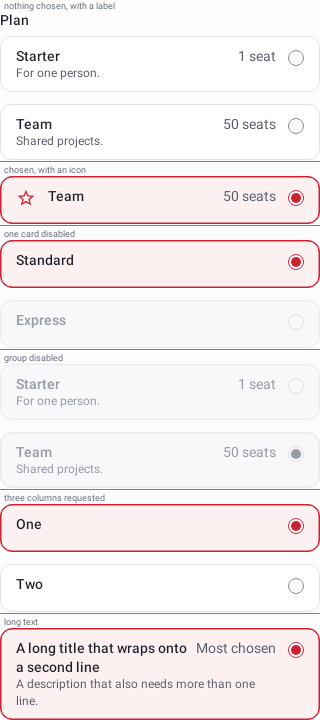 nothing chosen, with a label
Plan
Starter 1 seat
For one person.
Team 50 seats
Shared projects.
chosen, with an icon
Team 50 seats
one card disabled
Standard
Express
group disabled
Starter 1 seat
For one person.
Team 50 seats
Shared projects.
three columns requested
One
Two
long text
A long title that wraps onto Most chosen
a second line
A description that also needs more than one
line.